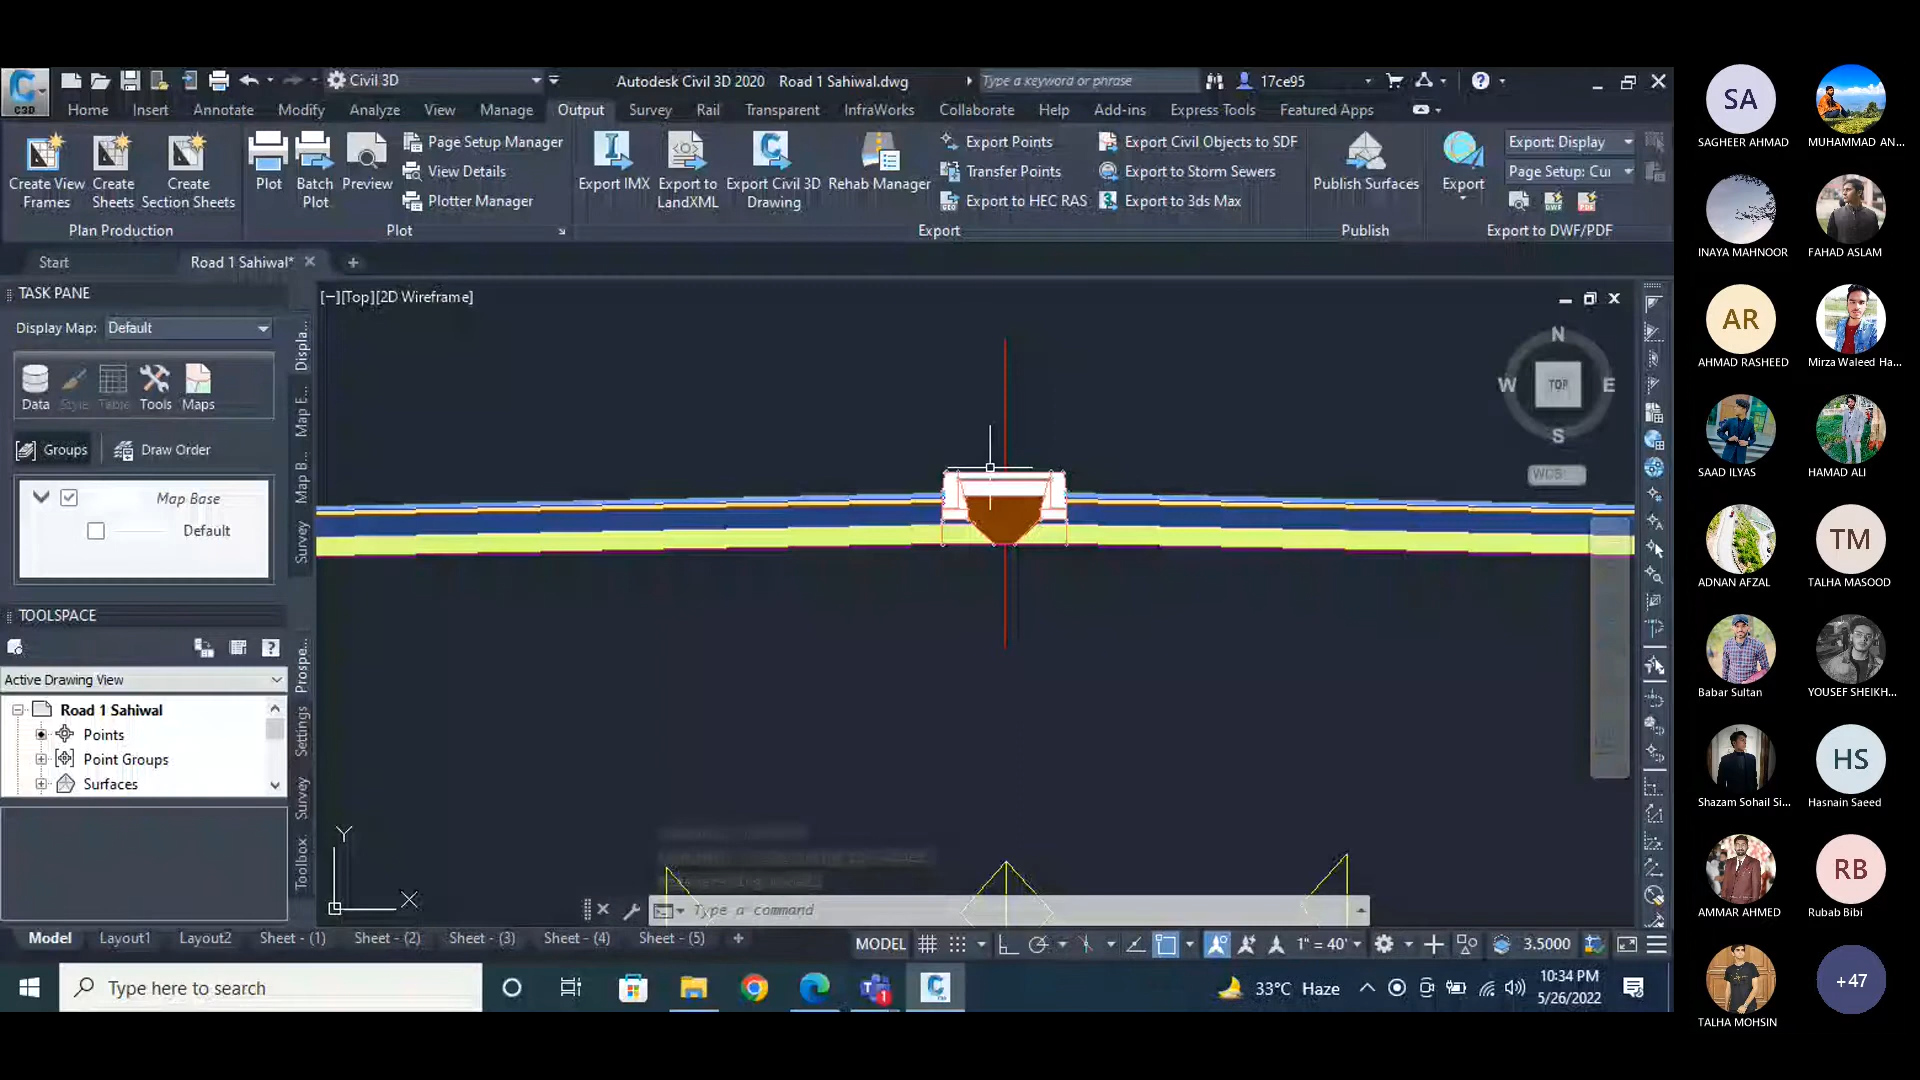 Civil 3D
Autodesk Civil 3D 2020 Road 1 Sahiwal.dwg
Type a keyword or phrase
17ce95
C3D
Home Insert Annotate Modify Analyze View Manage Output Survey Rail Transparent InfraWorks Collaborate Help Add-ins Express Tools Featured Apps
Create View Frames
Create Sheets
Create Section Sheets
Plan Production
Plot
Batch Plot
Preview
Page Setup Manager
View Details
Plotter Manager
Plot
Export IMX
Export to LandXML
Export Civil 3D Drawing
Rehab Manager
Export Points
Transfer Points
Export to HEC RAS
Export Civil Objects to SDF
Export to Storm Sewers
Export to 3ds Max
Export
Publish Surfaces
Publish
Export
Export: Display
Page Setup: Cui
Export to DWF/PDF
Start
Road 1 Sahiwal*
TASK PANE
Display Map: Default
Data Style Table Tools Maps
Groups Draw Order
Map Base
Default
Displa...
Map E...
Map B...
Survey
TOOLSPACE
Active Drawing View
Road 1 Sahiwal
Points
Point Groups
Surfaces
Prospe...
Settings
Survey
Toolbox
[−][Top][2D Wireframe]
N
W TOP E
S
WCS
Y
X
Type a command
Model Layout1 Layout2 Sheet - (1) Sheet - (2) Sheet - (3) Sheet - (4) Sheet - (5)
MODEL
1" = 40'
3.5000
Type here to search
33°C Haze
10:34 PM
5/26/2022
SA
SAGHEER AHMAD
MUHAMMAD AN...
INAYA MAHNOOR
FAHAD ASLAM
AR
AHMAD RASHEED
Mirza Waleed Ha...
SAAD ILYAS
HAMAD ALI
ADNAN AFZAL
TM
TALHA MASOOD
Babar Sultan
YOUSEF SHEIKH...
Shazam Sohail Si...
HS
Hasnain Saeed
AMMAR AHMED
RB
Rubab Bibi
TALHA MOHSIN
+47